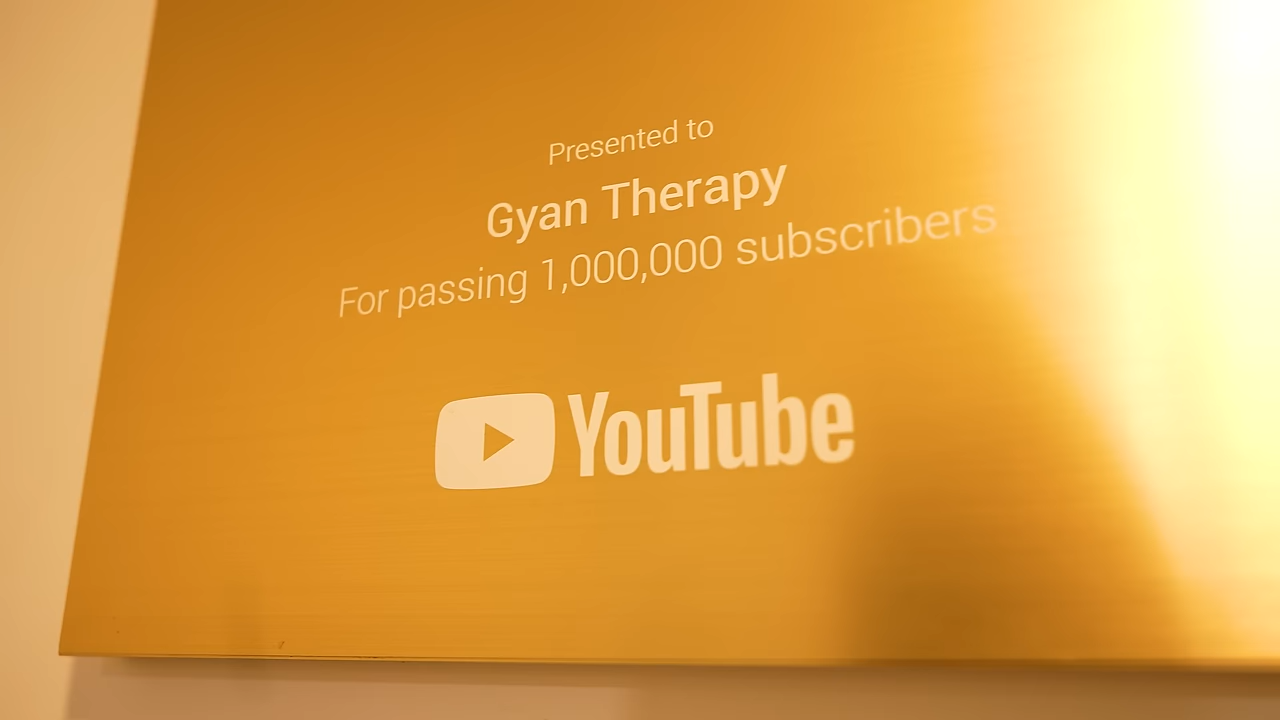 Presented to
Gyan Therapy
For passing 1,000,000 subscribers
YouTube